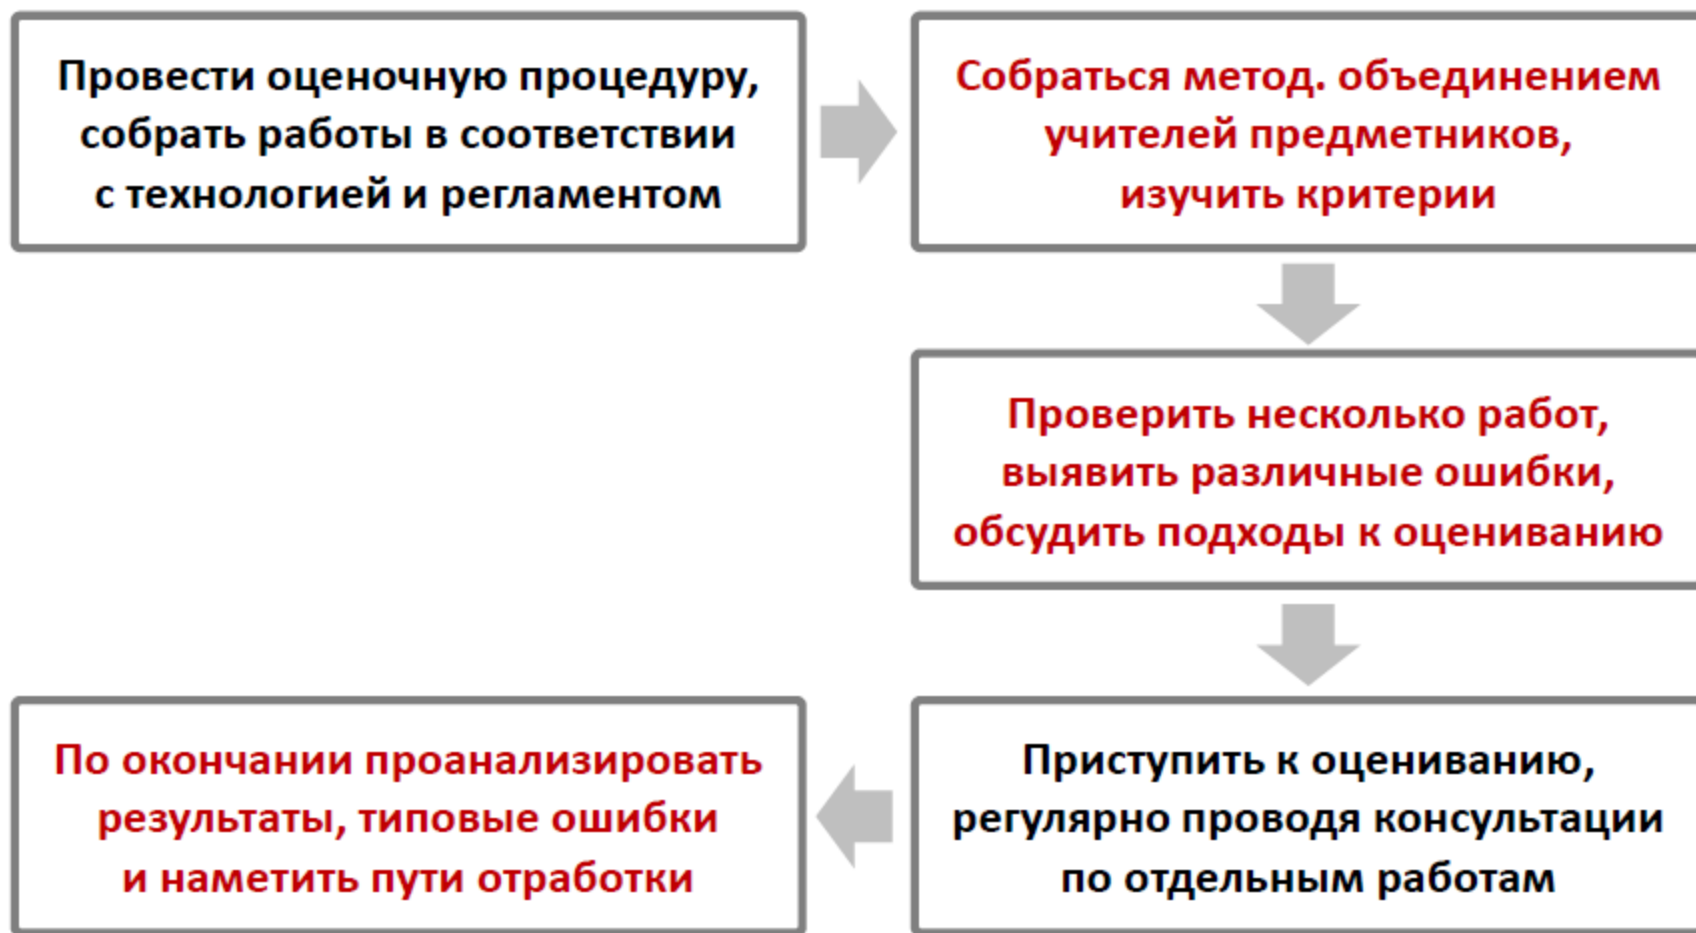 Провести оценочную процедуру,
собрать работы в соответствии
с технологией и регламентом
Собраться метод. объединением
учителей предметников,
изучить критерии
Проверить несколько работ,
выявить различные ошибки,
обсудить подходы к оцениванию
Приступить к оцениванию,
регулярно проводя консультации
по отдельным работам
По окончании проанализировать
результаты, типовые ошибки
и наметить пути отработки